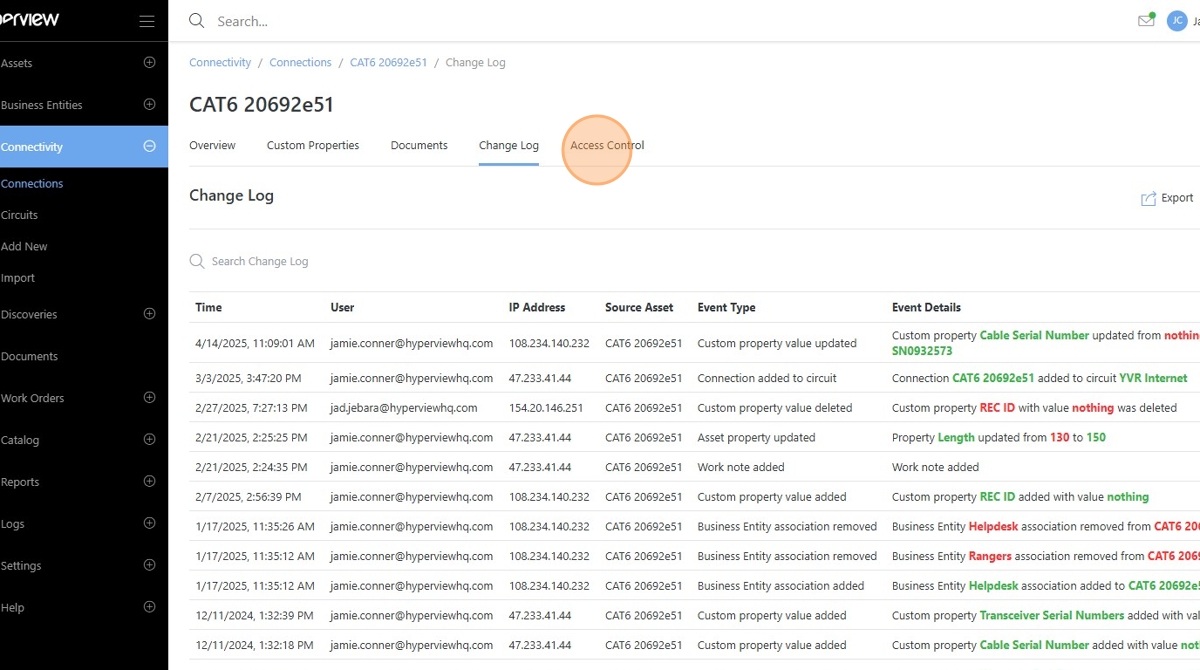 Search...
JC
Assets
Business Entities
Connectivity
Connections
Circuits
Add New
Import
Discoveries
Documents
Work Orders
Catalog
Reports
Logs
Settings
Help
Connectivity / Connections / CAT6 20692e51 / Change Log
CAT6 20692e51
Overview Custom Properties Documents Change Log Access Control
Change Log
Export
Search Change Log
Time User IP Address Source Asset Event Type Event Details
4/14/2025, 11:09:01 AM jamie.conner@hyperviewhq.com 108.234.140.232 CAT6 20692e51 Custom property value updated Custom property Cable Serial Number updated from nothing
SN0932573
3/3/2025, 3:47:20 PM jamie.conner@hyperviewhq.com 47.233.41.44 CAT6 20692e51 Connection added to circuit Connection CAT6 20692e51 added to circuit YVR Internet
2/27/2025, 7:27:13 PM jad.jebara@hyperviewhq.com 154.20.146.251 CAT6 20692e51 Custom property value deleted Custom property REC ID with value nothing was deleted
2/21/2025, 2:25:25 PM jamie.conner@hyperviewhq.com 47.233.41.44 CAT6 20692e51 Asset property updated Property Length updated from 130 to 150
2/21/2025, 2:24:35 PM jamie.conner@hyperviewhq.com 47.233.41.44 CAT6 20692e51 Work note added Work note added
2/7/2025, 2:56:39 PM jamie.conner@hyperviewhq.com 108.234.140.232 CAT6 20692e51 Custom property value added Custom property REC ID added with value nothing
1/17/2025, 11:35:26 AM jamie.conner@hyperviewhq.com 108.234.140.232 CAT6 20692e51 Business Entity association removed Business Entity Helpdesk association removed from CAT6
1/17/2025, 11:35:12 AM jamie.conner@hyperviewhq.com 108.234.140.232 CAT6 20692e51 Business Entity association removed Business Entity Rangers association removed from CAT6
1/17/2025, 11:35:12 AM jamie.conner@hyperviewhq.com 108.234.140.232 CAT6 20692e51 Business Entity association added Business Entity Helpdesk association added to CAT6
12/11/2024, 1:32:39 PM jamie.conner@hyperviewhq.com 47.233.41.44 CAT6 20692e51 Custom property value added Custom property Transceiver Serial Numbers added with
12/11/2024, 1:32:18 PM jamie.conner@hyperviewhq.com 47.233.41.44 CAT6 20692e51 Custom property value added Custom property Cable Serial Number added with value